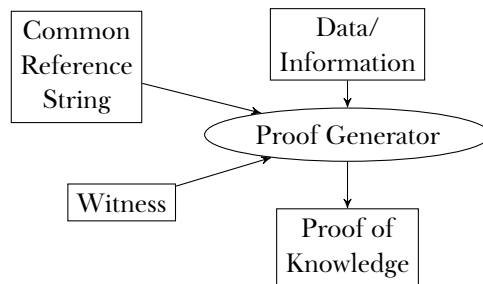 Common
Reference
String
Data/
Information
Proof Generator
Witness
Proof of
Knowledge